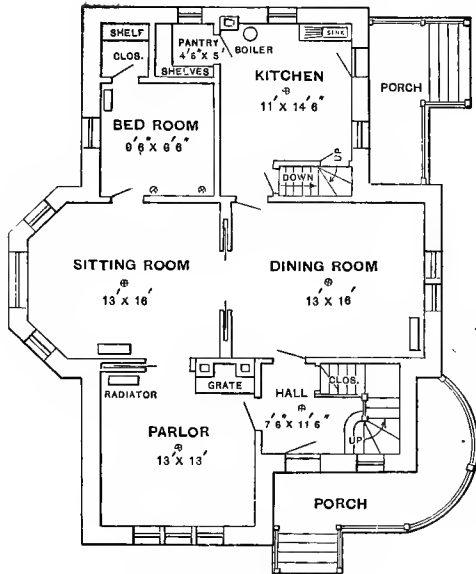 SHELF
CLOS.
PANTRY
4'6" X 5'
SHELVES
BOILER
SINK
KITCHEN
11' X 14'6"
PORCH
BED ROOM
9'6" X 9'6"
UP
DOWN
SITTING ROOM
13' X 16'
DINING ROOM
13' X 16'
RADIATOR
GRATE
CLOS.
HALL
7'6" X 11'6"
UP
PARLOR
13' X 13'
PORCH